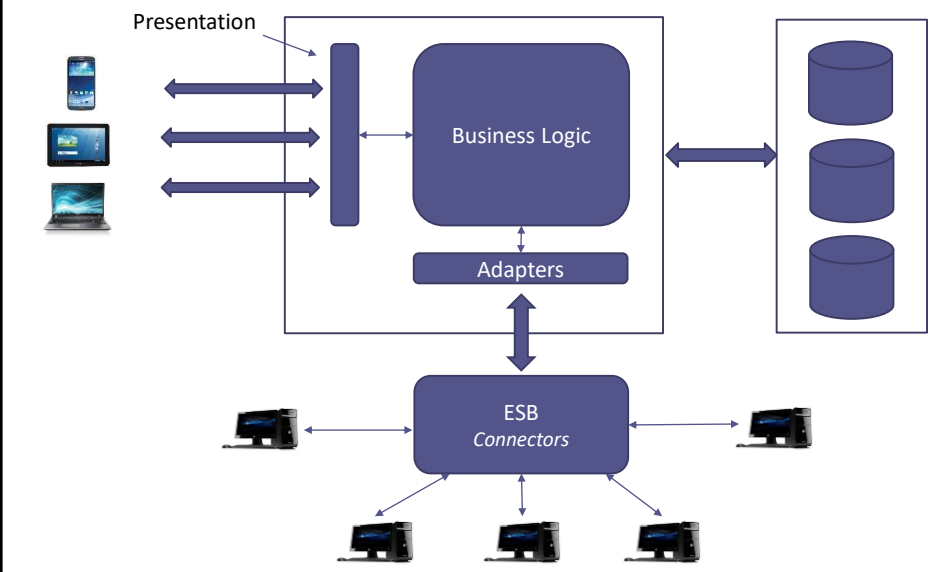 Presentation
Business Logic
Adapters
ESB
Connectors